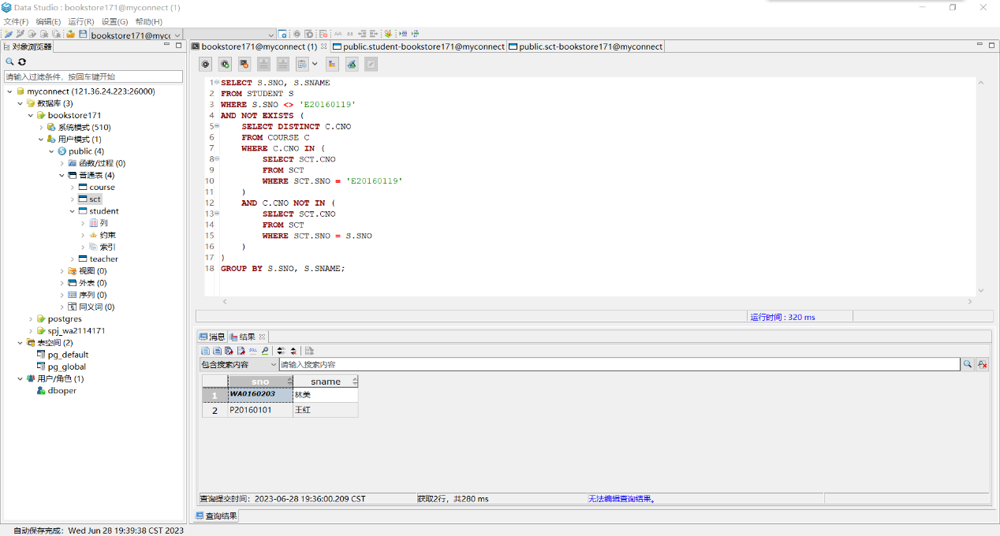 Data Studio : bookstore171@myconnect (1)
文件(F) 编辑(E) 运行(R) 设置(G) 帮助(H)
bookstore171@mycc
对象浏览器
bookstore171@myconnect (1) public.student-bookstore171@myconnect public.sct-bookstore171@myconnect
请输入过滤条件，按回车键开始
myconnect (121.36.24.223:26000)
数据库 (3)
bookstore171
系统模式 (510)
用户模式 (1)
public (4)
函数/过程 (0)
普通表 (4)
course
sct
student
列
约束
索引
teacher
视图 (0)
外表 (0)
序列 (0)
同义词 (0)
postgres
spj_wa2114171
表空间 (2)
pg_default
pg_global
用户/角色 (1)
dboper
1 SELECT S.SNO, S.SNAME
2 FROM STUDENT S
3 WHERE S.SNO <> 'E20160119'
4 AND NOT EXISTS (
5 SELECT DISTINCT C.CNO
6 FROM COURSE C
7 WHERE C.CNO IN (
8 SELECT SCT.CNO
9 FROM SCT
10 WHERE SCT.SNO = 'E20160119'
11 )
12 AND C.CNO NOT IN (
13 SELECT SCT.CNO
14 FROM SCT
15 WHERE SCT.SNO = S.SNO
16 )
17 )
18 GROUP BY S.SNO, S.SNAME;
运行时间 : 320 ms
消息 结果
包含搜索内容 请输入搜索内容
sno sname
1 WA0160203 林美
2 P20160101 王红
查询提交时间：2023-06-28 19:36:00.209 CST 获取2行，共280 ms 无法编辑查询结果。
查询结果
自动保存完成：Wed Jun 28 19:39:38 CST 2023